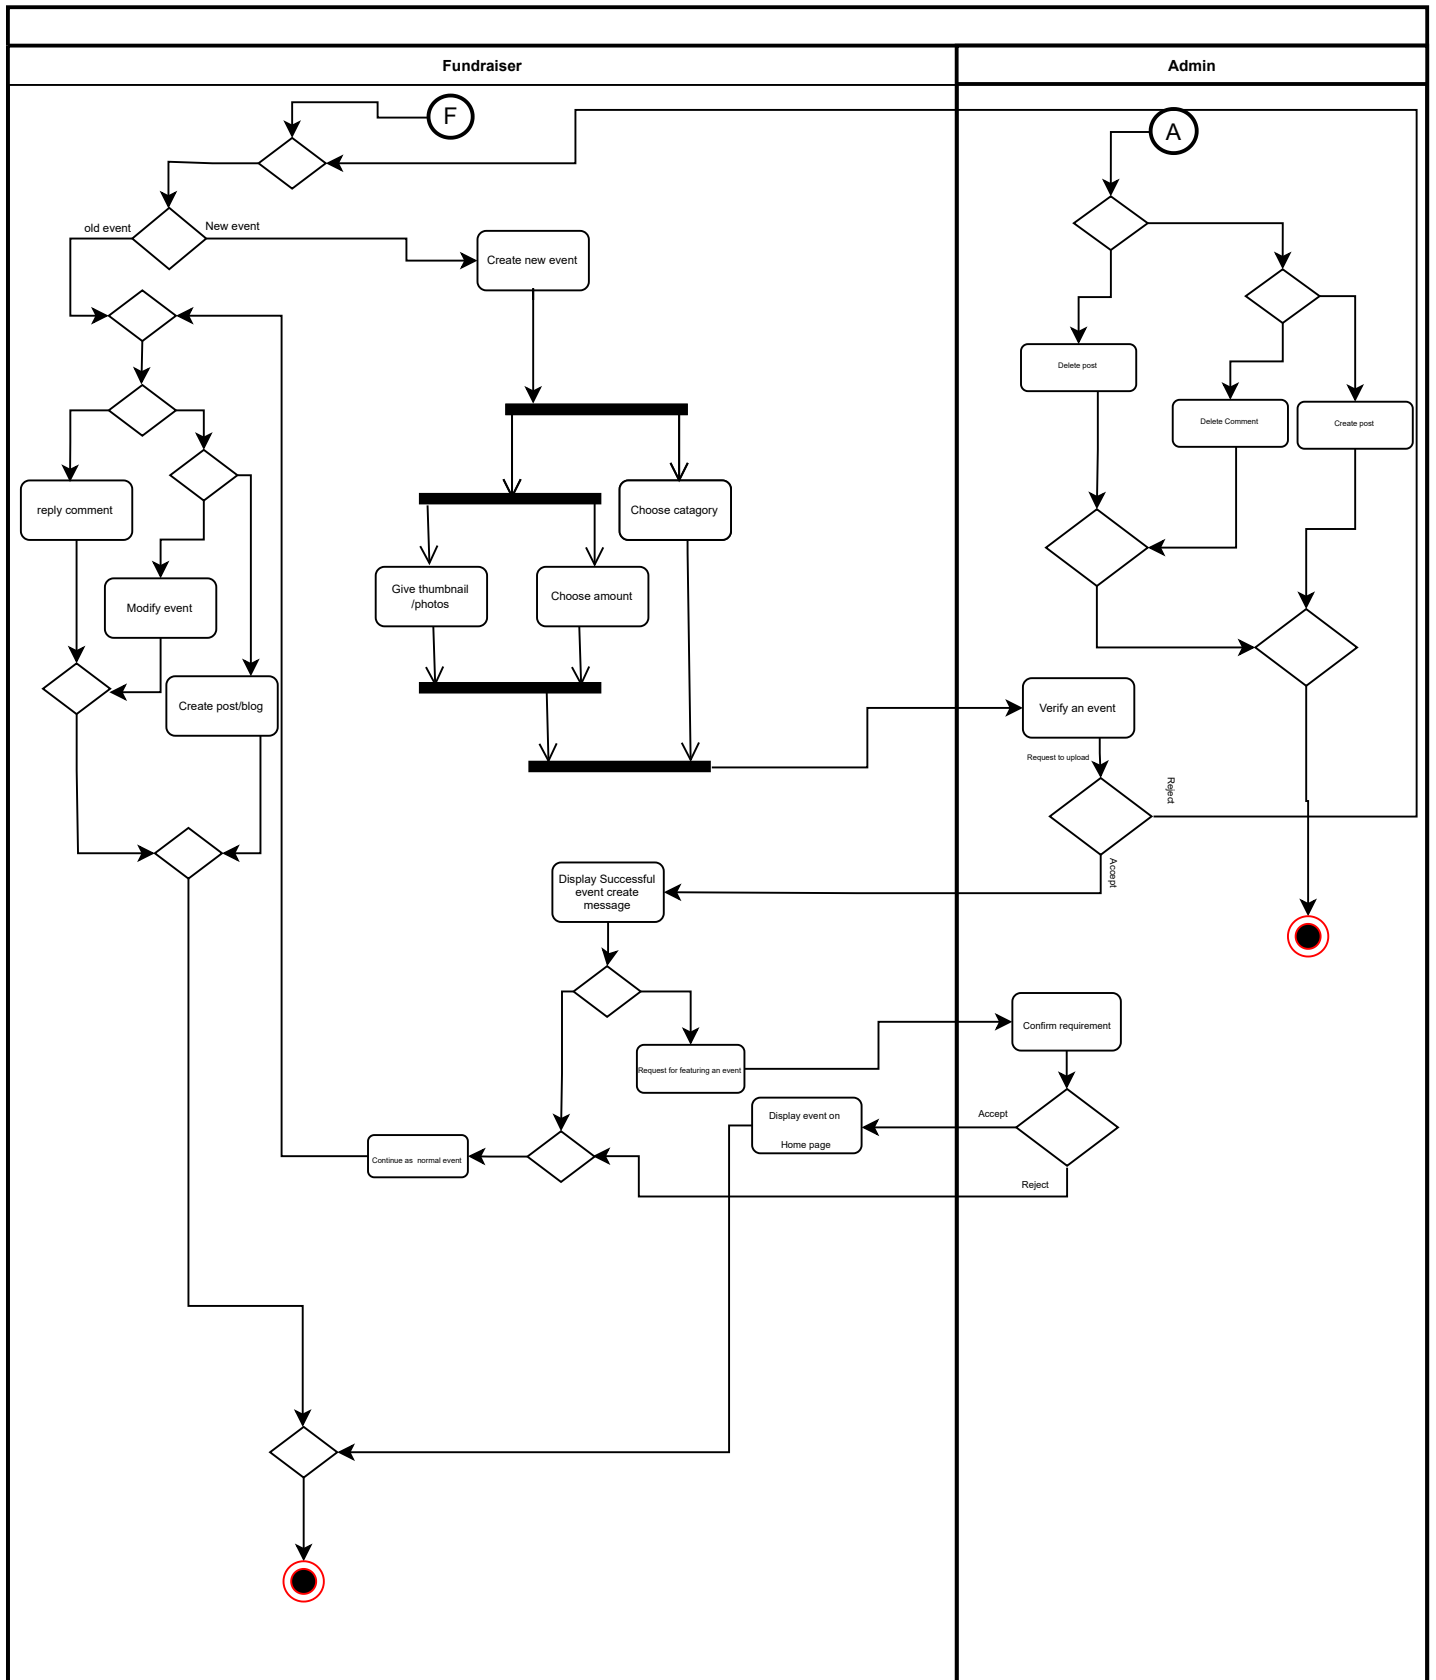 Fundraiser
Admin
F
A
old event
New event
Create new event
Delete post
Delete Comment
Create post
reply comment
Choose catagory
Give thumbnail
/photos
Choose amount
Modify event
Create post/blog
Verify an event
Request to upload
Reject
Accept
Display Successful
event create
message
Confirm requirement
Request for featuring an event
Display event on
Home page
Accept
Continue as normal event
Reject